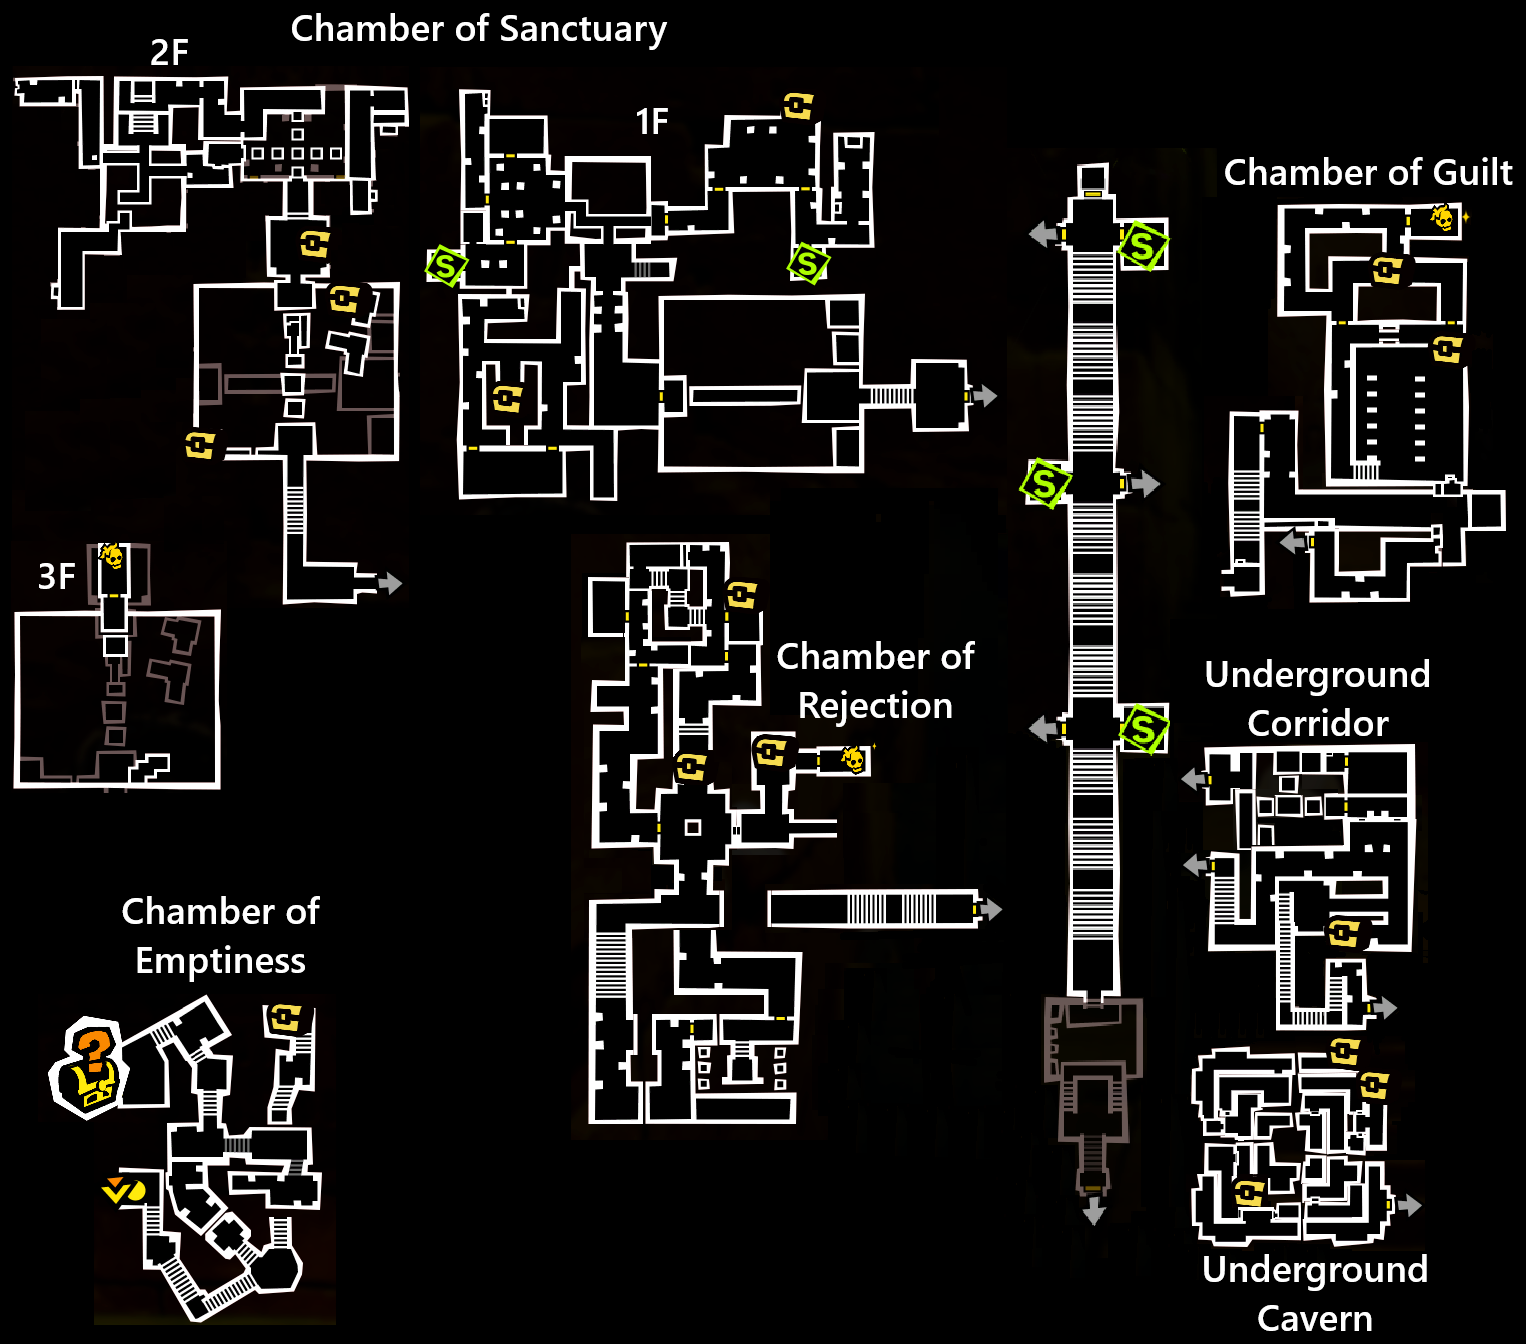 Chamber of Sanctuary
2F
1F
S
S
3F
S
S
S
Chamber of Guilt
Chamber of
Rejection
Underground
Corridor
Chamber of
Emptiness
?
Underground
Cavern